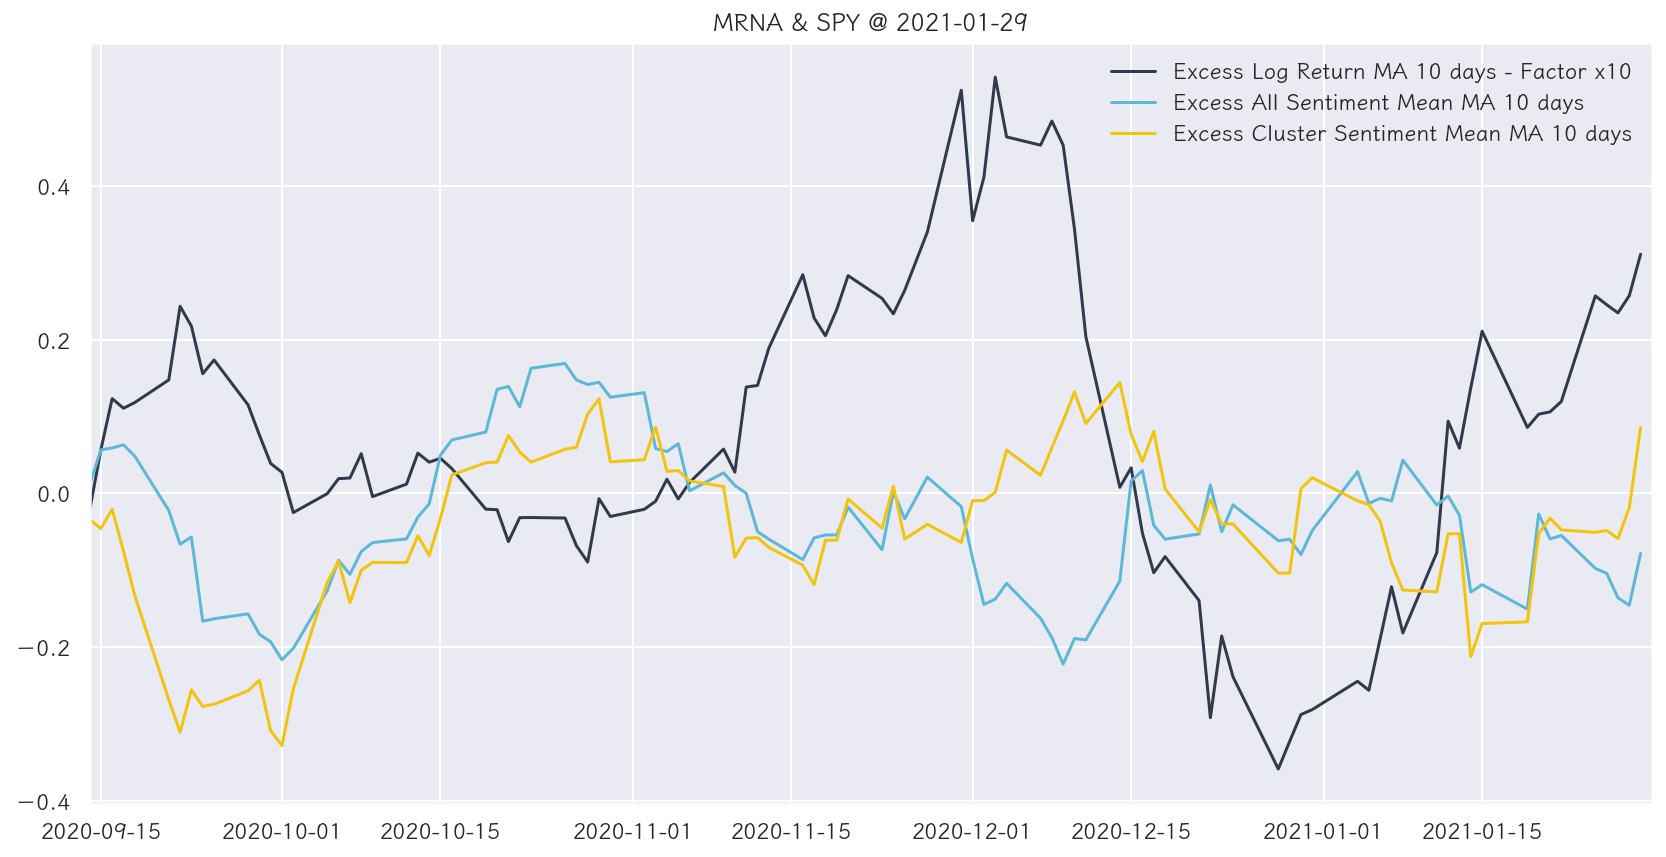 MRNA & SPY @ 2021-01-29
Excess Log Return MA 10 days - Factor x10
Excess All Sentiment Mean MA 10 days
Excess Cluster Sentiment Mean MA 10 days
0.4
0.2
0.0
−0.2
−0.4
2020-09-15 2020-10-01 2020-10-15 2020-11-01 2020-11-15 2020-12-01 2020-12-15 2021-01-01 2021-01-15